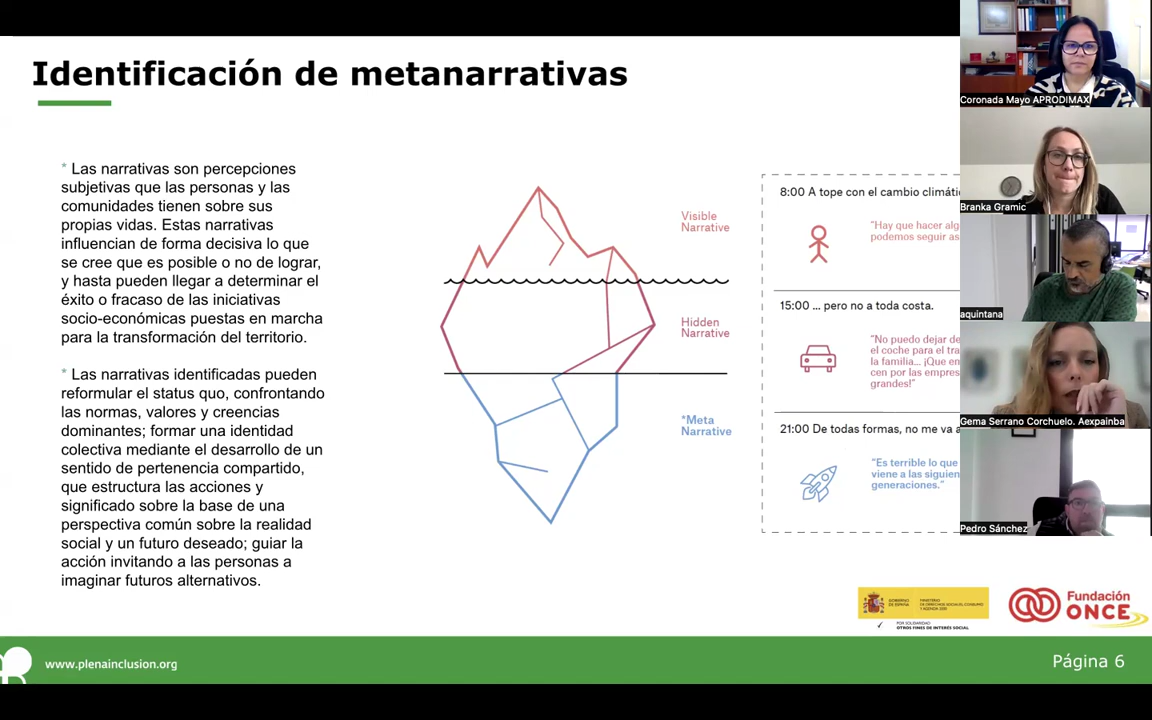 Identificación de metanarrativas
* Las narrativas son percepciones
subjetivas que las personas y las
comunidades tienen sobre sus
propias vidas. Estas narrativas
influencian de forma decisiva lo que
se cree que es posible o no de lograr,
y hasta pueden llegar a determinar el
éxito o fracaso de las iniciativas
socio-económicas puestas en marcha
para la transformación del territorio.
* Las narrativas identificadas pueden
reformular el status quo, confrontando
las normas, valores y creencias
dominantes; formar una identidad
colectiva mediante el desarrollo de un
sentido de pertenencia compartido,
que estructura las acciones y
significado sobre la base de una
perspectiva común sobre la realidad
social y un futuro deseado; guiar la
acción invitando a las personas a
imaginar futuros alternativos.
Visible
Narrative
Hidden
Narrative
*Meta
Narrative
8:00 A tope con el cambio climátic
"Hay que hacer alg
podemos seguir as
15:00 ... pero no a toda costa.
"No puedo dejar de
el coche para el tra
la familia... ¡Que en
cen por las empres
grandes!"
21:00 De todas formas, no me va a
"Es terrible lo que
viene a las siguien
generaciones."
Coronada Mayo APRODIMAX
Branka Gramic
aquintana
Gema Serrano Corchuelo. Aexpainba
Pedro Sánchez
GOBIERNO
DE ESPAÑA
MINISTERIO
DE DERECHOS SOCIALES, CONSUMO
Y AGENDA 2030
POR SOLIDARIDAD
OTROS FINES DE INTERÉS SOCIAL
Fundación
ONCE
www.plenainclusion.org
Página 6